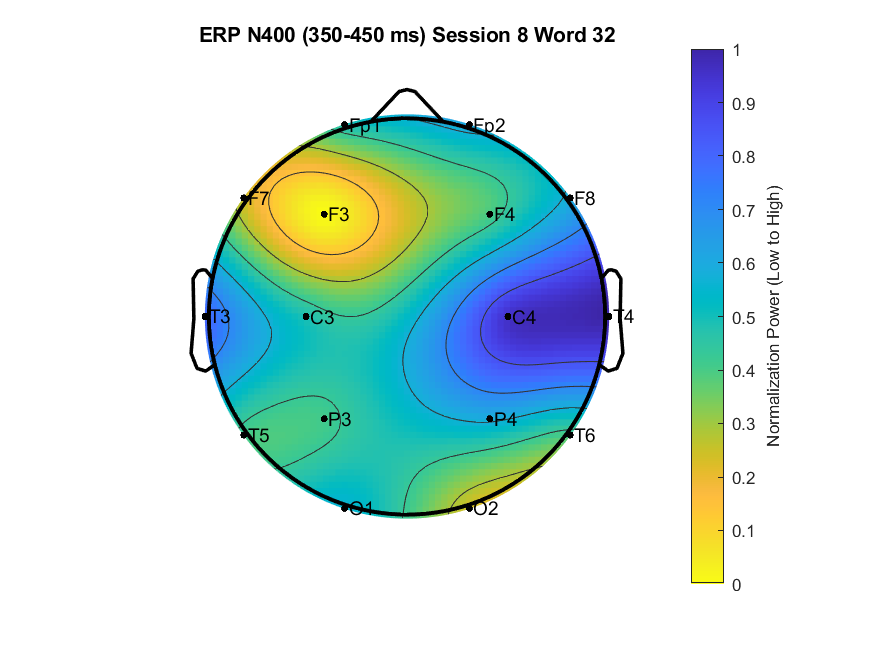 ERP N400 (350-450 ms) Session 8 Word 32
Fp1
Fp2
F7
F3
F4
F8
T3
C3
C4
T4
T5
P3
P4
T6
O1
O2
1
0.9
0.8
0.7
0.6
0.5
0.4
0.3
0.2
0.1
0
Normalization Power (Low to High)